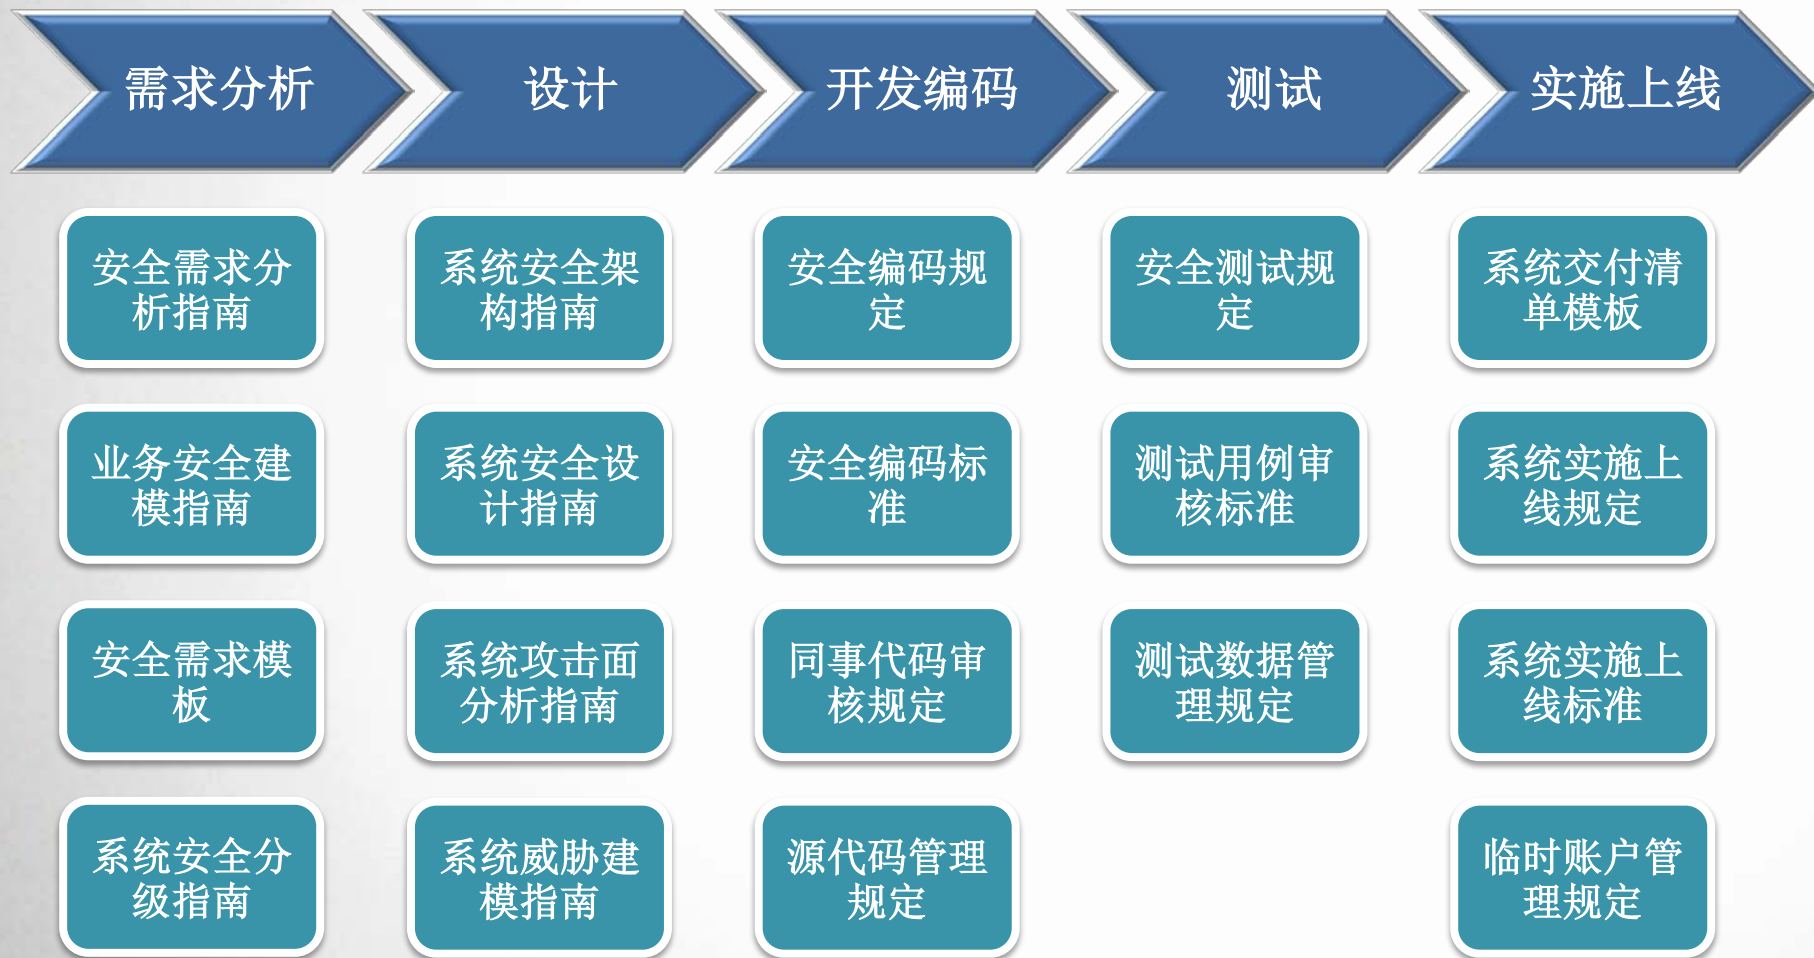 需求分析
设计
开发编码
测试
实施上线
安全需求分
析指南
系统安全架
构指南
安全编码规
定
安全测试规
定
系统交付清
单模板
业务安全建
模指南
系统安全设
计指南
安全编码标
准
测试用例审
核标准
系统实施上
线规定
安全需求模
板
系统攻击面
分析指南
同事代码审
核规定
测试数据管
理规定
系统实施上
线标准
系统安全分
级指南
系统威胁建
模指南
源代码管理
规定
临时账户管
理规定